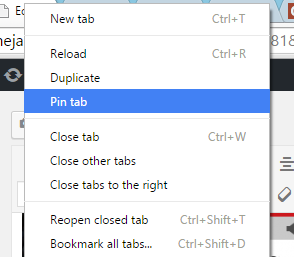 Ec
New tab Ctrl+T
Reload Ctrl+R
Duplicate
Pin tab
Close tab Ctrl+W
Close other tabs
Close tabs to the right
Reopen closed tab Ctrl+Shift+T
Bookmark all tabs... Ctrl+Shift+D